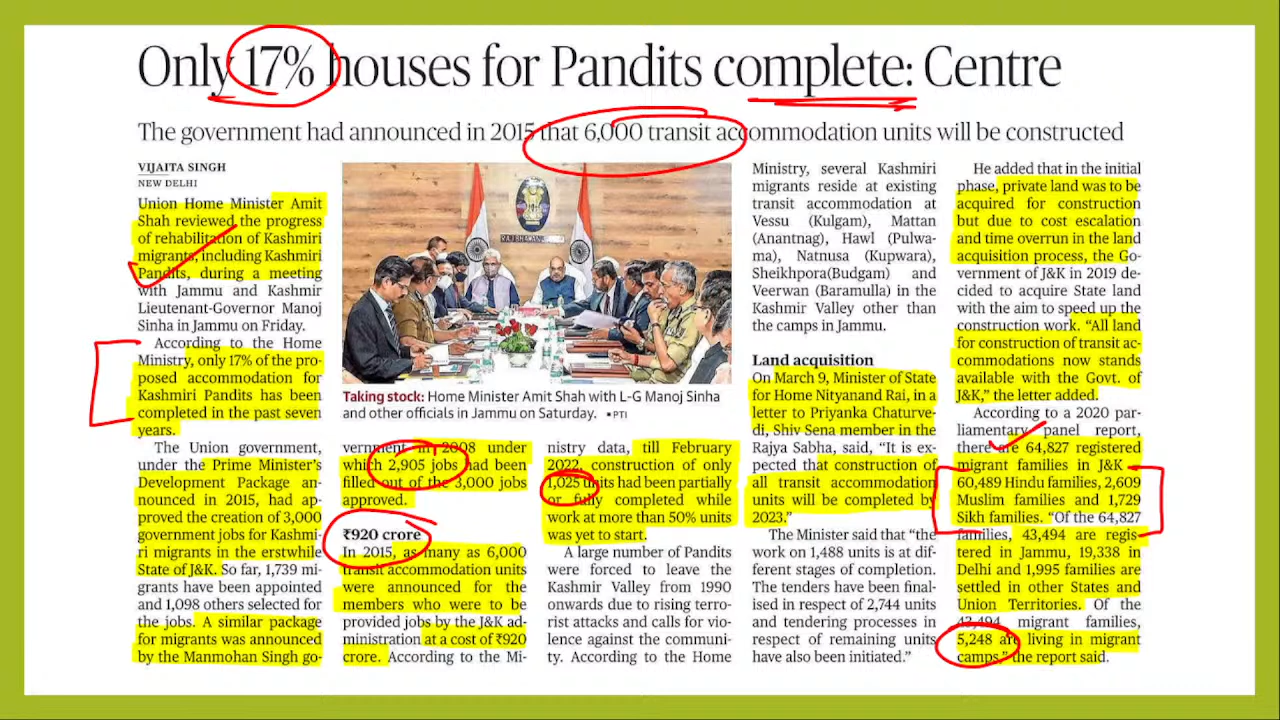 Only 17% houses for Pandits complete: Centre
The government had announced in 2015 that 6,000 transit accommodation units will be constructed
VIJAITA SINGH
NEW DELHI
Union Home Minister Amit
Shah reviewed the progress
of rehabilitation of Kashmiri
migrants, including Kashmiri
Pandits, during a meeting
with Jammu and Kashmir
Lieutenant-Governor Manoj
Sinha in Jammu on Friday.
According to the Home
Ministry, only 17% of the pro-
posed accommodation for
Kashmiri Pandits has been
completed in the past seven
years.
The Union government,
under the Prime Minister's
Development Package an-
nounced in 2015, had ap-
proved the creation of 3,000
government jobs for Kashmi-
ri migrants in the erstwhile
State of J&K. So far, 1,739 mi-
grants have been appointed
and 1,098 others selected for
the jobs. A similar package
for migrants was announced
by the Manmohan Singh go-
RAJ BHAWAN
Taking stock: Home Minister Amit Shah with L-G Manoj Sinha
and other officials in Jammu on Saturday. •PTI
vernment in 2008 under
which 2,905 jobs had been
filled out of the 3,000 jobs
approved.
₹920 crore
In 2015, as many as 6,000
transit accommodation units
were announced for the
members who were to be
provided jobs by the J&K ad-
ministration at a cost of ₹920
crore. According to the Mi-
nistry data, till February
2022, construction of only
1,025 units had been partially
or fully completed while
work at more than 50% units
was yet to start.
A large number of Pandits
were forced to leave the
Kashmir Valley from 1990
onwards due to rising terro-
rist attacks and calls for vio-
lence against the communi-
ty. According to the Home
Ministry, several Kashmiri
migrants reside at existing
transit accommodation at
Vessu (Kulgam), Mattan
(Anantnag), Hawl (Pulwa-
ma), Natnusa (Kupwara),
Sheikhpora(Budgam) and
Veerwan (Baramulla) in the
Kashmir Valley other than
the camps in Jammu.
Land acquisition
On March 9, Minister of State
for Home Nityanand Rai, in a
letter to Priyanka Chaturve-
di, Shiv Sena member in the
Rajya Sabha, said, "It is ex-
pected that construction of
all transit accommodation
units will be completed by
2023."
The Minister said that "the
work on 1,488 units is at dif-
ferent stages of completion.
The tenders have been final-
ised in respect of 2,744 units
and tendering processes in
respect of remaining units
have also been initiated."
He added that in the initial
phase, private land was to be
acquired for construction
but due to cost escalation
and time overrun in the land
acquisition process, the Go-
vernment of J&K in 2019 de-
cided to acquire State land
with the aim to speed up the
construction work. "All land
for construction of transit ac-
commodations now stands
available with the Govt. of
J&K," the letter added.
According to a 2020 par-
liamentary panel report,
there are 64,827 registered
migrant families in J&K —
60,489 Hindu families, 2,609
Muslim families and 1,729
Sikh families. "Of the 64,827
families, 43,494 are regis-
tered in Jammu, 19,338 in
Delhi and 1,995 families are
settled in other States and
Union Territories. Of the
43,494 migrant families,
5,248 are living in migrant
camps," the report said.